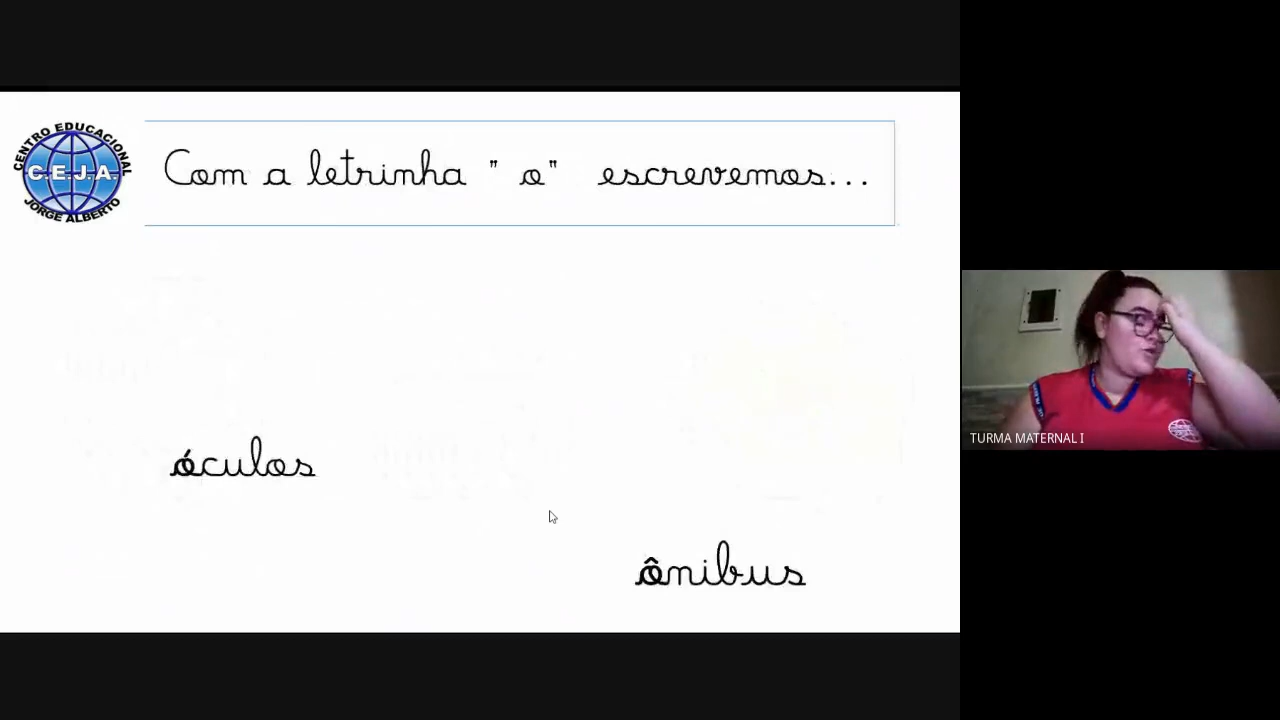 CENTRO EDUCACIONAL
C.E.J.A.
JORGE ALBERTO
Com a letrinha " o" escrevemos...
óculos
ônibus
TURMA MATERNAL I